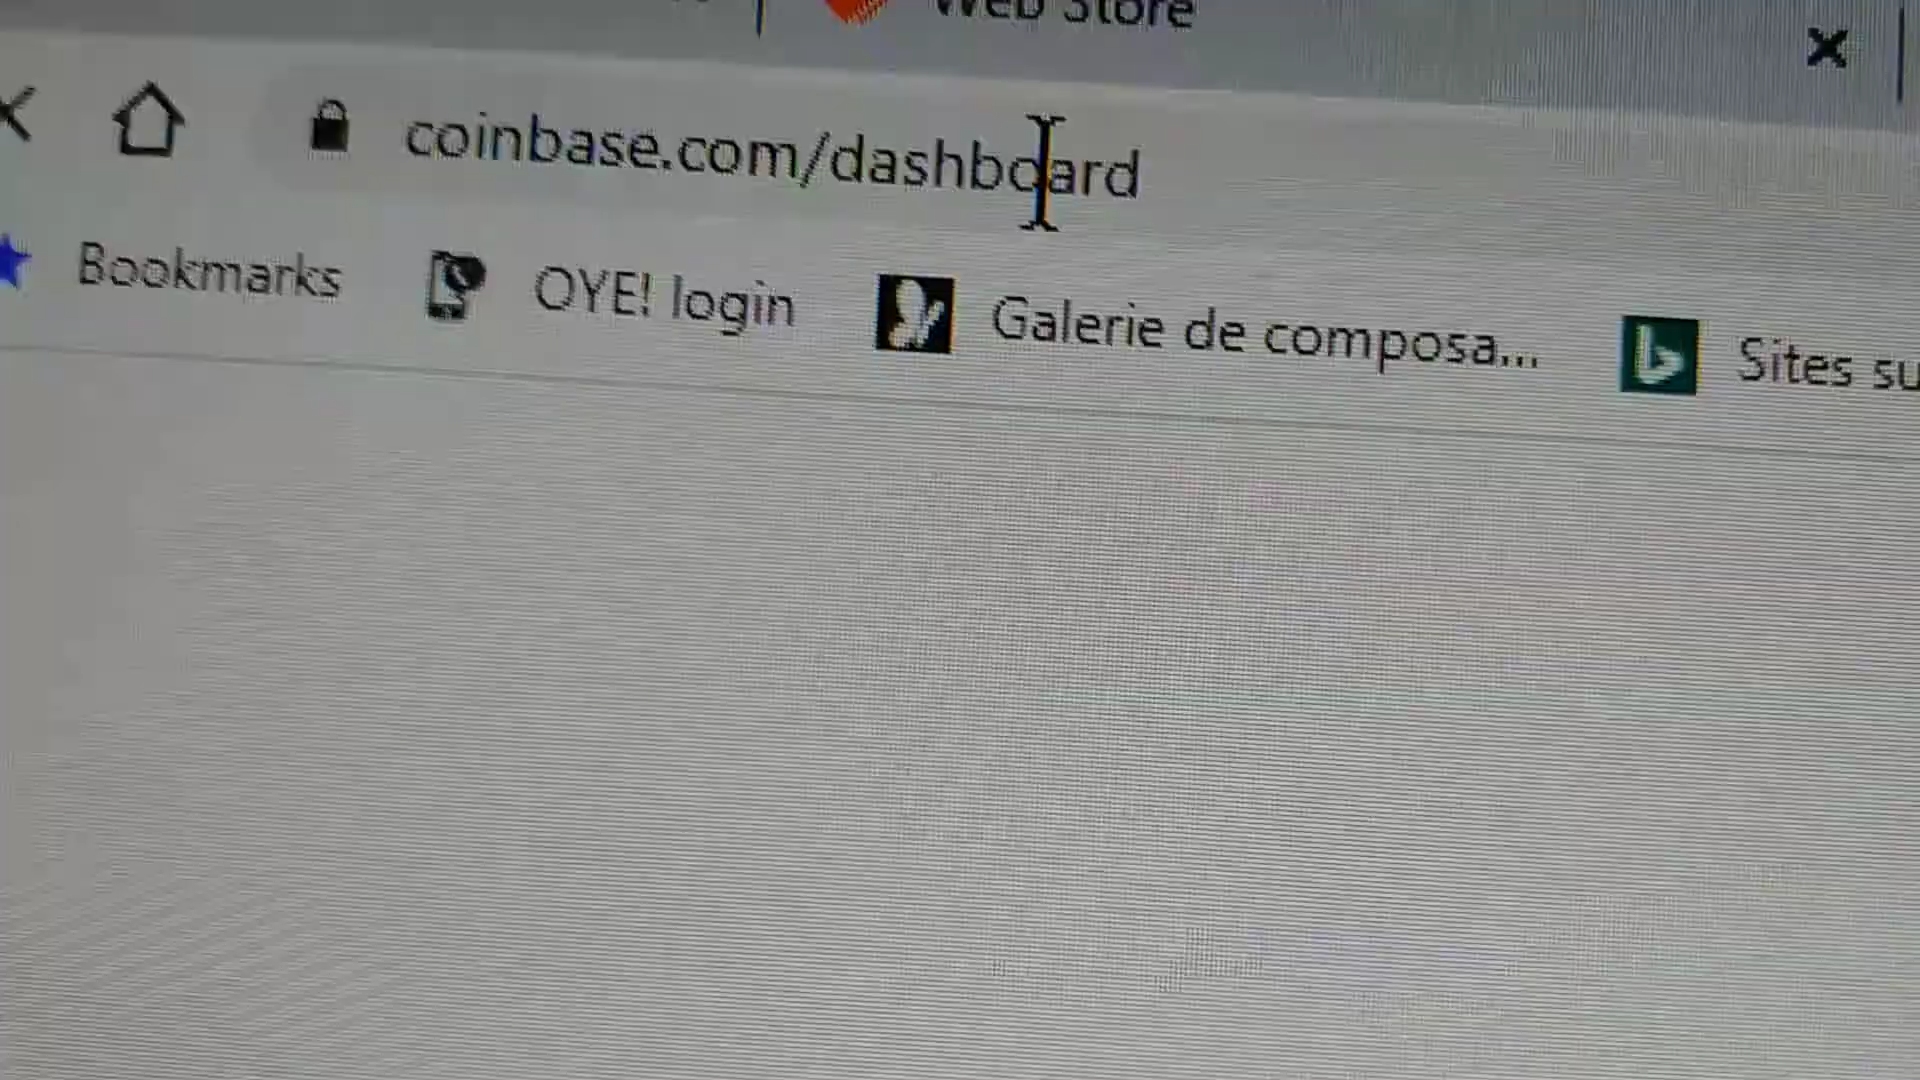 Web Store
coinbase.com/dashboard
Bookmarks OYE! login Galerie de composa... Sites su